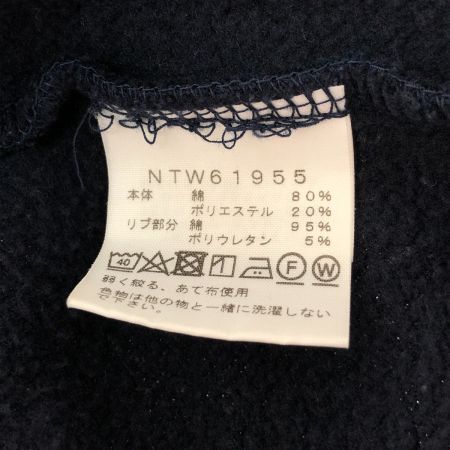 NTW61955
本体 綿 80%
ポリエステル 20%
リブ部分 綿 95%
ポリウレタン 5%
40 F W
弱く絞る、あて布使用
色物は他の物と一緒に洗濯しない
で下さい。